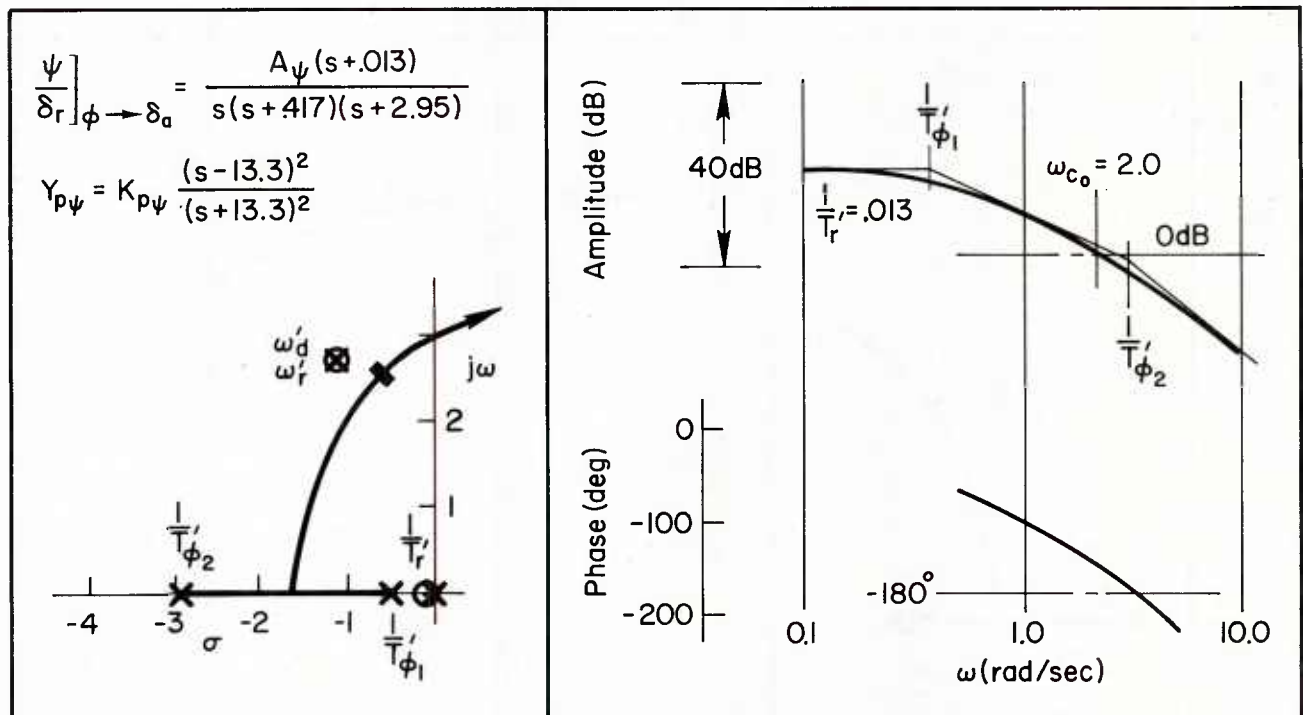 ψ/δr]ϕ→δa = Aψ(s+.013) / s(s+.417)(s+2.95)
Ypψ = Kpψ (s-13.3)² / (s+13.3)²
ω'd
ω'r
jω
2
1
1/T'ϕ2
1/T'r
-4
-3
-2
-1
σ
1/T'ϕ1
Amplitude (dB)
40dB
1/T'ϕ1
ωco = 2.0
1/T'r = .013
0dB
1/T'ϕ2
Phase (deg)
0
-100
-200
-180°
0.1
1.0
10.0
ω(rad/sec)